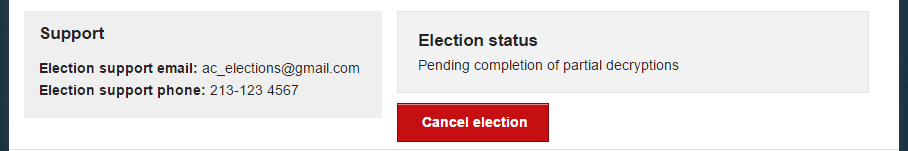 Support
Election support email: ac_elections@gmail.com
Election support phone: 213-123 4567
Election status
Pending completion of partial decryptions
Cancel election